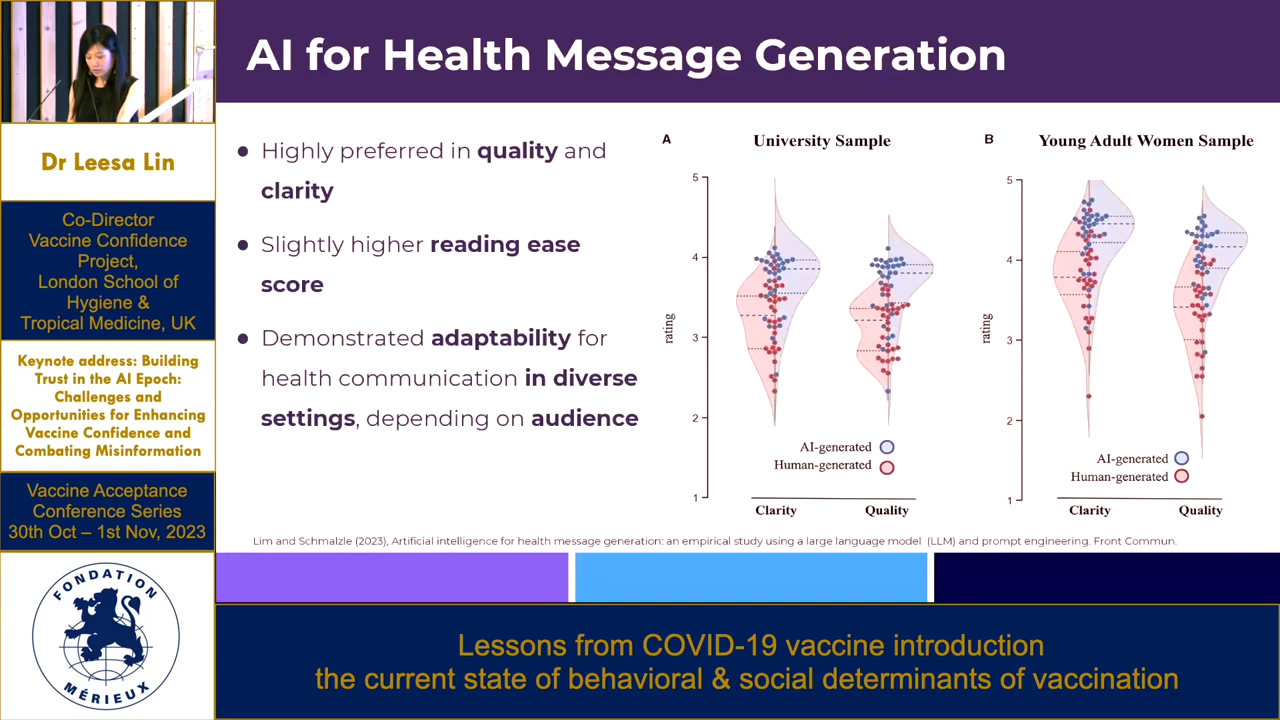 AI for Health Message Generation
Dr Leesa Lin
Co-Director
Vaccine Confidence
Project,
London School of
Hygiene &
Tropical Medicine, UK
Keynote address: Building
Trust in the AI Epoch:
Challenges and
Opportunities for Enhancing
Vaccine Confidence and
Combating Misinformation
Vaccine Acceptance
Conference Series
30th Oct – 1st Nov, 2023
FONDATION
MÉRIEUX
● Highly preferred in quality and
clarity
● Slightly higher reading ease
score
● Demonstrated adaptability for
health communication in diverse
settings, depending on audience
A
University Sample
5
4
3
2
1
rating
AI-generated
Human-generated
Clarity
Quality
B
Young Adult Women Sample
5
4
3
2
1
rating
AI-generated
Human-generated
Clarity
Quality
Lim and Schmalzle (2023), Artificial intelligence for health message generation: an empirical study using a large language model (LLM) and prompt engineering. Front Commun.
Lessons from COVID-19 vaccine introduction
the current state of behavioral & social determinants of vaccination